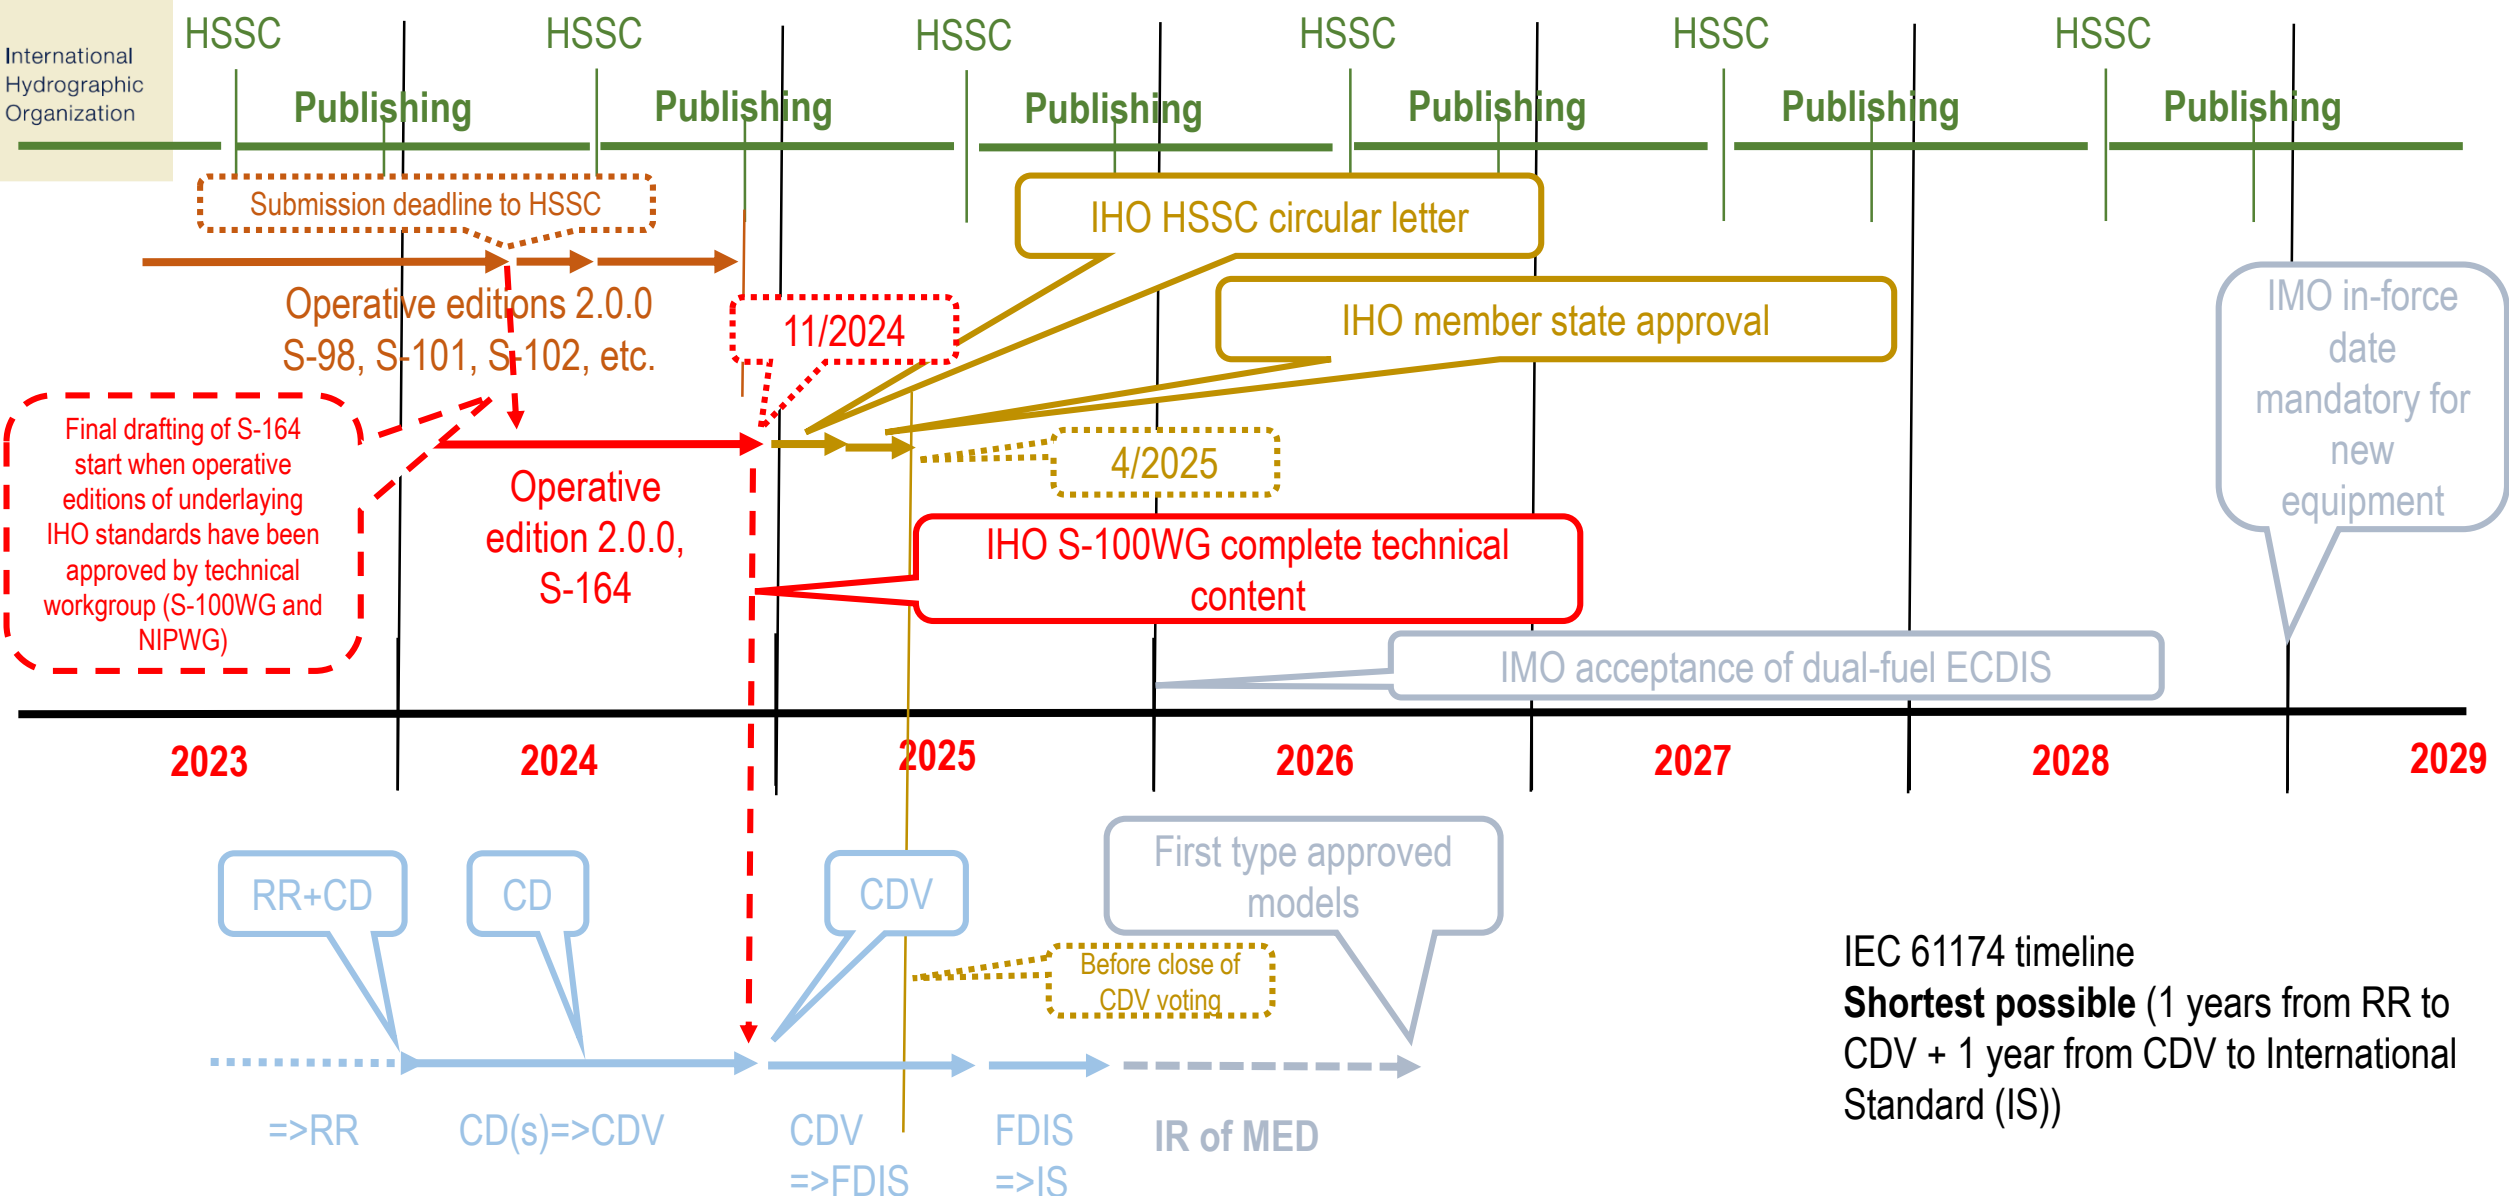 International
Hydrographic
Organization
HSSC
HSSC
HSSC
HSSC
HSSC
HSSC
Publishing
Publishing
Publishing
Publishing
Publishing
Publishing
Submission deadline to HSSC
IHO HSSC circular letter
Operative editions 2.0.0
S-98, S-101, S-102, etc.
11/2024
IHO member state approval
IMO in-force
date
mandatory for
new
equipment
Final drafting of S-164
start when operative
editions of underlaying
IHO standards have been
approved by technical
workgroup (S-100WG and
NIPWG)
Operative
edition 2.0.0,
S-164
4/2025
IHO S-100WG complete technical
content
IMO acceptance of dual-fuel ECDIS
2023
2024
2025
2026
2027
2028
2029
RR+CD
CD
CDV
First type approved
models
Before close of
CDV voting
IEC 61174 timeline
Shortest possible (1 years from RR to
CDV + 1 year from CDV to International
Standard (IS))
=>RR
CD(s)=>CDV
CDV
=>FDIS
FDIS
=>IS
IR of MED